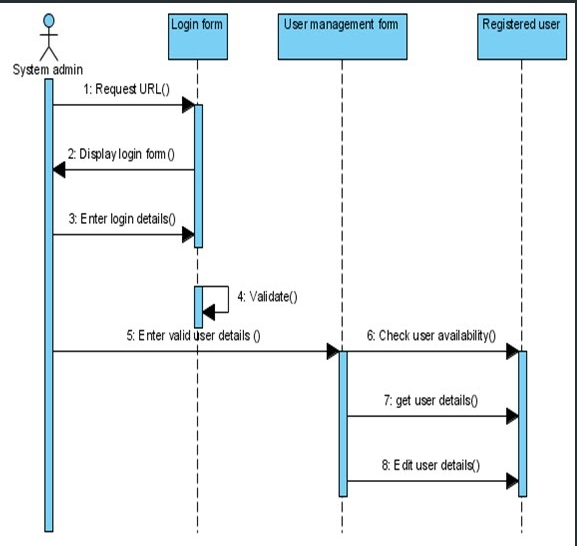 Login form
User management form
Registered user
System admin
1: Request URL()
2: Display login form()
3: Enter login details()
4: Validate()
5: Enter valid user details ()
6: Check user availability()
7: get user details()
8: Edit user details()